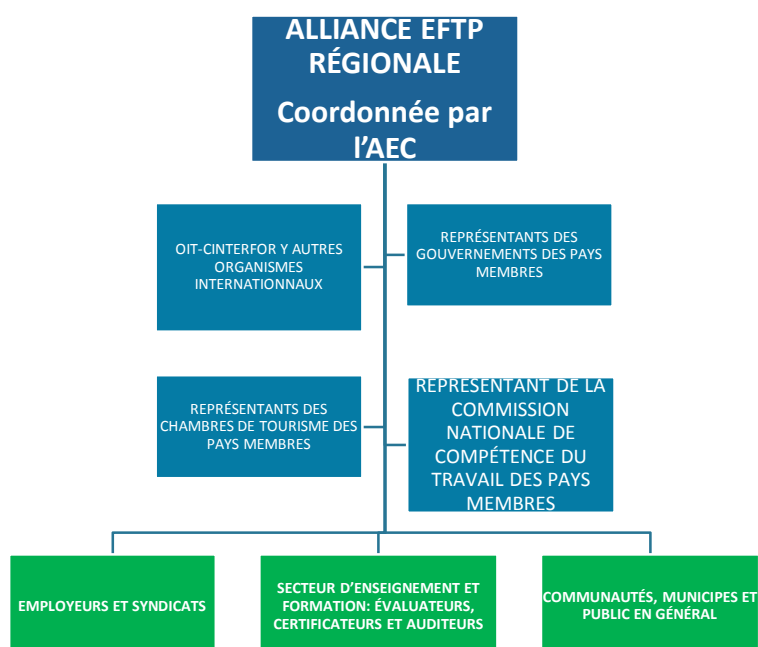 ALLIANCE EFTP
RÉGIONALE
Coordonnée par
l'AEC
OIT-CINTERFOR Y AUTRES
ORGANISMES
INTERNATIONNAUX
REPRÉSENTANTS DES
GOUVERNEMENTS DES PAYS
MEMBRES
REPRÉSENTANTS DES
CHAMBRES DE TOURISME DES
PAYS MEMBRES
REPRÉSENTANT DE LA
COMMISSION
NATIONALE DE
COMPÉTENCE DU
TRAVAIL DES PAYS
MEMBRES
EMPLOYEURS ET SYNDICATS
SECTEUR D'ENSEIGNEMENT ET
FORMATION: ÉVALUATEURS,
CERTIFICATEURS ET AUDITEURS
COMMUNAUTÉS, MUNICIPES ET
PUBLIC EN GÉNÉRAL